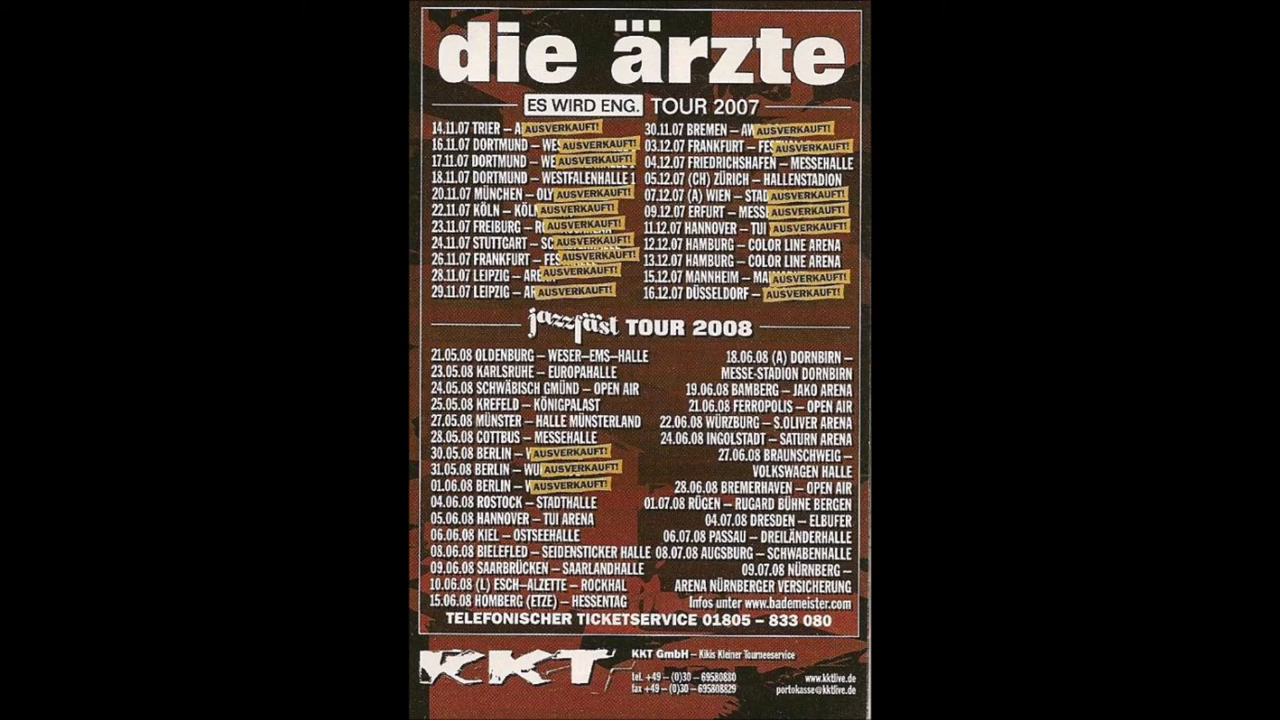 die ärzte
ES WIRD ENG. TOUR 2007
14.11.07 TRIER – A AUSVERKAUFT!
16.11.07 DORTMUND – WES AUSVERKAUFT!
17.11.07 DORTMUND – WE AUSVERKAUFT!
18.11.07 DORTMUND – WESTFALENHALLE 1
20.11.07 MÜNCHEN – OLY AUSVERKAUFT!
22.11.07 KÖLN – KÖL AUSVERKAUFT!
23.11.07 FREIBURG – R AUSVERKAUFT!
24.11.07 STUTTGART – SC AUSVERKAUFT!
26.11.07 FRANKFURT – FES AUSVERKAUFT!
28.11.07 LEIPZIG – ARENA AUSVERKAUFT!
29.11.07 LEIPZIG – AR AUSVERKAUFT!
30.11.07 BREMEN – AW AUSVERKAUFT!
03.12.07 FRANKFURT – FES AUSVERKAUFT!
04.12.07 FRIEDRICHSHAFEN – MESSEHALLE
05.12.07 (CH) ZÜRICH – HALLENSTADION
07.12.07 (A) WIEN – STAD AUSVERKAUFT!
09.12.07 ERFURT – MESS AUSVERKAUFT!
11.12.07 HANNOVER – TUI AUSVERKAUFT!
12.12.07 HAMBURG – COLOR LINE ARENA
13.12.07 HAMBURG – COLOR LINE ARENA
15.12.07 MANNHEIM – MA AUSVERKAUFT!
16.12.07 DÜSSELDORF – AUSVERKAUFT!
jazzfäst TOUR 2008
21.05.08 OLDENBURG – WESER–EMS–HALLE
23.05.08 KARLSRUHE – EUROPAHALLE
24.05.08 SCHWÄBISCH GMÜND – OPEN AIR
25.05.08 KREFELD – KÖNIGPALAST
27.05.08 MÜNSTER – HALLE MÜNSTERLAND
28.05.08 COTTBUS – MESSEHALLE
30.05.08 BERLIN – W AUSVERKAUFT!
31.05.08 BERLIN – WU AUSVERKAUFT!
01.06.08 BERLIN – W AUSVERKAUFT!
04.06.08 ROSTOCK – STADTHALLE
05.06.08 HANNOVER – TUI ARENA
06.06.08 KIEL – OSTSEEHALLE
08.06.08 BIELEFLED – SEIDENSTICKER HALLE
09.06.08 SAARBRÜCKEN – SAARLANDHALLE
10.06.08 (L) ESCH–ALZETTE – ROCKHAL
15.06.08 HOMBERG (ETZE) – HESSENTAG
18.06.08 (A) DORNBIRN –
MESSE-STADION DORNBIRN
19.06.08 BAMBERG – JAKO ARENA
21.06.08 FERROPOLIS – OPEN AIR
22.06.08 WÜRZBURG – S.OLIVER ARENA
24.06.08 INGOLSTADT – SATURN ARENA
27.06.08 BRAUNSCHWEIG –
VOLKSWAGEN HALLE
28.06.08 BREMERHAVEN – OPEN AIR
01.07.08 RÜGEN – RUGARD BÜHNE BERGEN
04.07.08 DRESDEN – ELBUFER
06.07.08 PASSAU – DREILÄNDERHALLE
08.07.08 AUGSBURG – SCHWABENHALLE
09.07.08 NÜRNBERG –
ARENA NÜRNBERGER VERSICHERUNG
Infos unter www.bademeister.com
TELEFONISCHER TICKETSERVICE 01805 – 833 080
KKT
KKT GmbH – Kikis Kleiner Tourneeservice
tel. +49 – (0)30 – 69580880
fax +49 – (0)30 – 695808829
www.kktlive.de
portokasse@kktlive.de